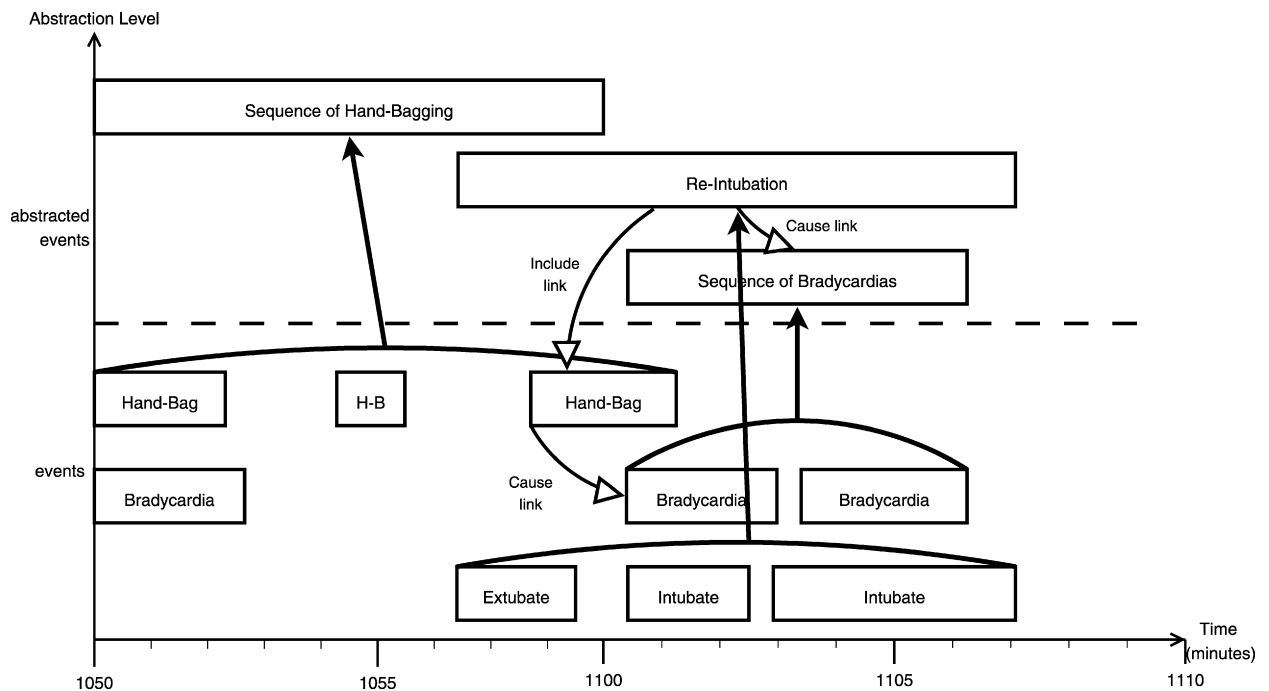 Abstraction Level
Sequence of Hand-Bagging
Re-Intubation
abstracted
events
Cause link
Include
link
Sequence of Bradycardias
Hand-Bag
H-B
Hand-Bag
events
Bradycardia
Cause
link
Bradycardia
Bradycardia
Extubate
Intubate
Intubate
Time
(minutes)
1050
1055
1100
1105
1110